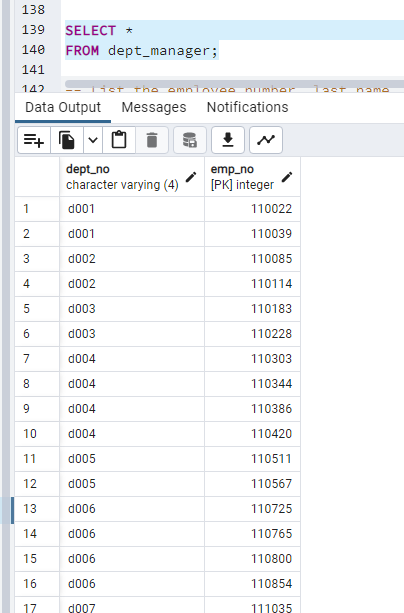 138
139 SELECT *
140 FROM dept_manager;
141
142 -- List the employee number, last name
Data Output Messages Notifications
dept_no emp_no
character varying (4) [PK] integer
1 d001 110022
2 d001 110039
3 d002 110085
4 d002 110114
5 d003 110183
6 d003 110228
7 d004 110303
8 d004 110344
9 d004 110386
10 d004 110420
11 d005 110511
12 d005 110567
13 d006 110725
14 d006 110765
15 d006 110800
16 d006 110854
17 d007 111035